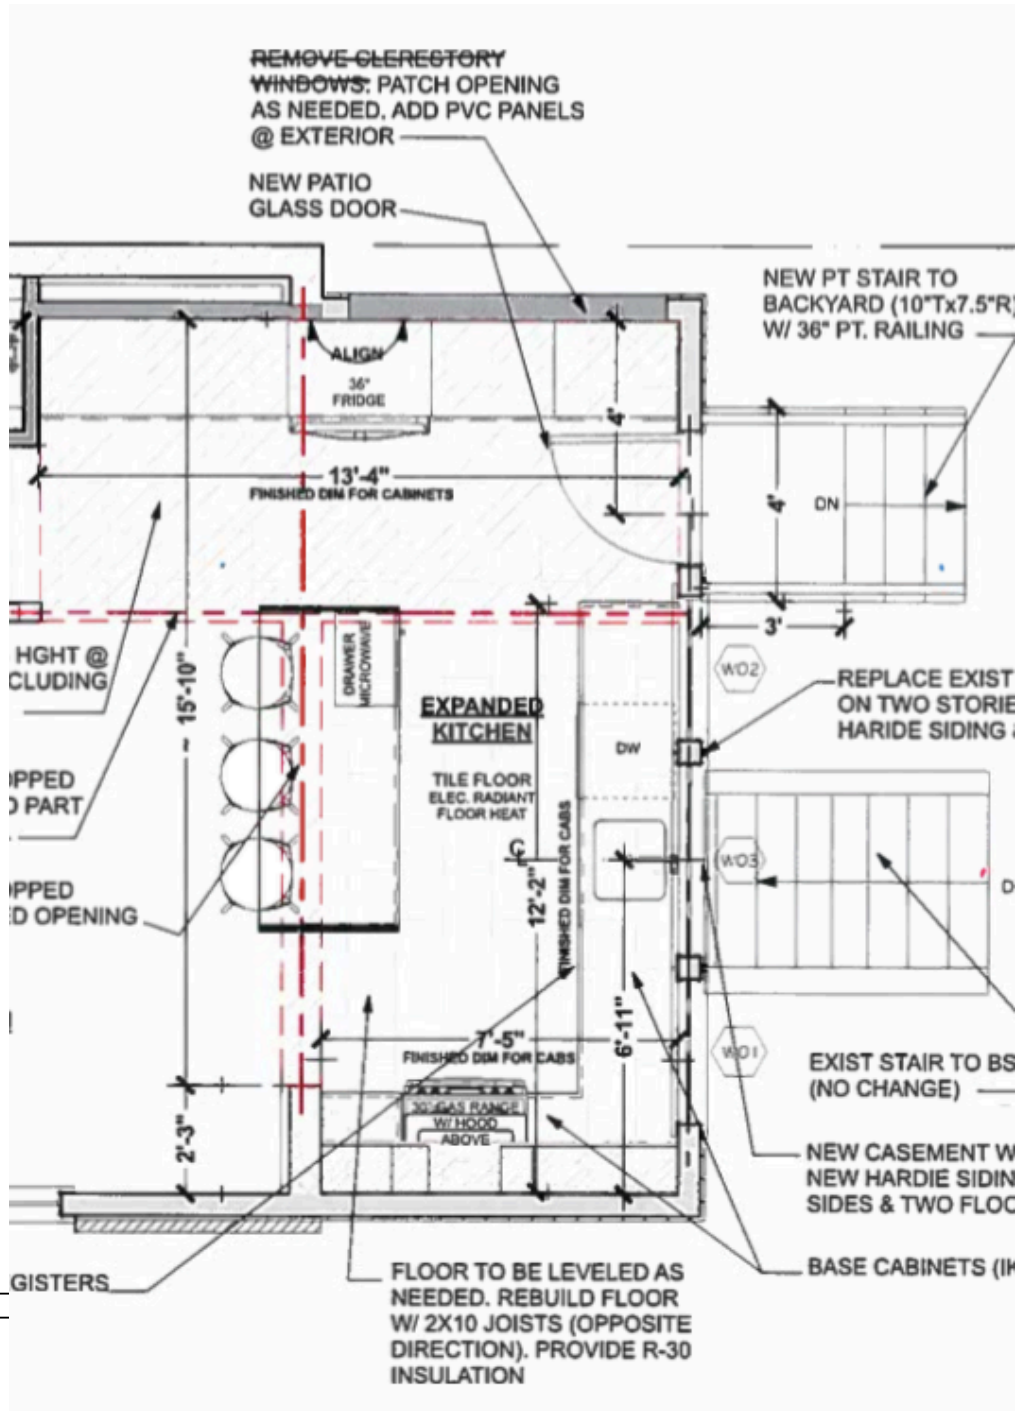 REMOVE CLERESTORY
WINDOWS. PATCH OPENING
AS NEEDED. ADD PVC PANELS
@ EXTERIOR
NEW PATIO
GLASS DOOR
NEW PT STAIR TO
BACKYARD (10"Tx7.5"R)
W/ 36" PT. RAILING
ALIGN
36"
FRIDGE
4'
13'-4"
FINISHED DIM FOR CABINETS
4'
DN
3'
HGHT @
CLUDING
15'-10"
DRAWER
MICROWAVE
EXPANDED
KITCHEN
TILE FLOOR
ELEC. RADIANT
FLOOR HEAT
DW
WO2
REPLACE EXIST
ON TWO STORIE
HARIDE SIDING &
OPPED
D PART
OPPED
ED OPENING
12'-2"
FINISHED DIM FOR CABS
WO3
D
6'-11"
7'-5"
FINISHED DIM FOR CABS
WO1
EXIST STAIR TO BS
(NO CHANGE)
30" GAS RANGE
W/ HOOD
ABOVE
2'-3"
NEW CASEMENT W
NEW HARDIE SIDIN
SIDES & TWO FLOO
BASE CABINETS (IK
GISTERS
FLOOR TO BE LEVELED AS
NEEDED. REBUILD FLOOR
W/ 2X10 JOISTS (OPPOSITE
DIRECTION). PROVIDE R-30
INSULATION